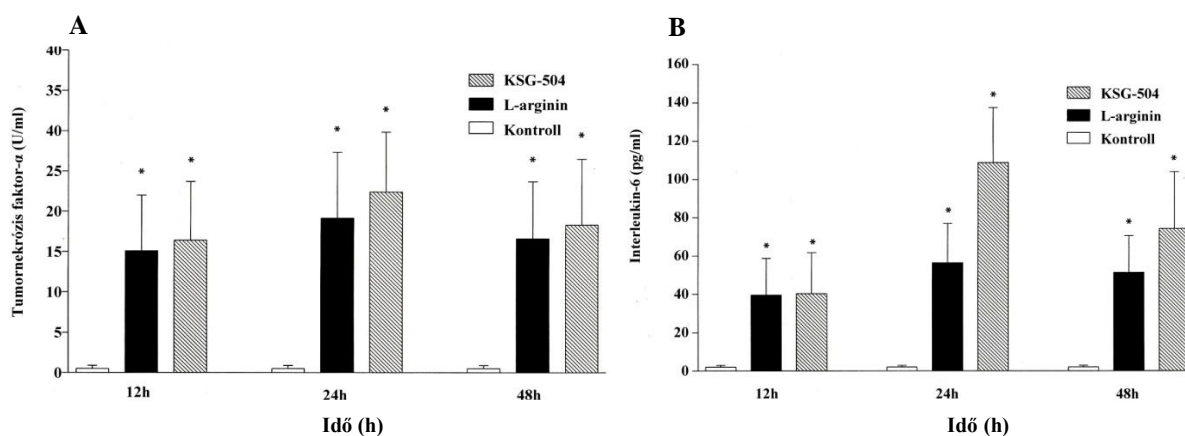 A
Tumornekrózis faktor-α (U/ml)
40
35
40
25
20
15
15
5
0
KSG-504
L-arginin
Kontroll
* * * * * *
12h 24h 48h
Idő (h)
B
Interleukin-6 (pg/ml)
160
140
120
100
80
60
40
20
0
KSG-504
L-arginin
Kontroll
* * * * * *
12h 24h 48h
Idő (h)